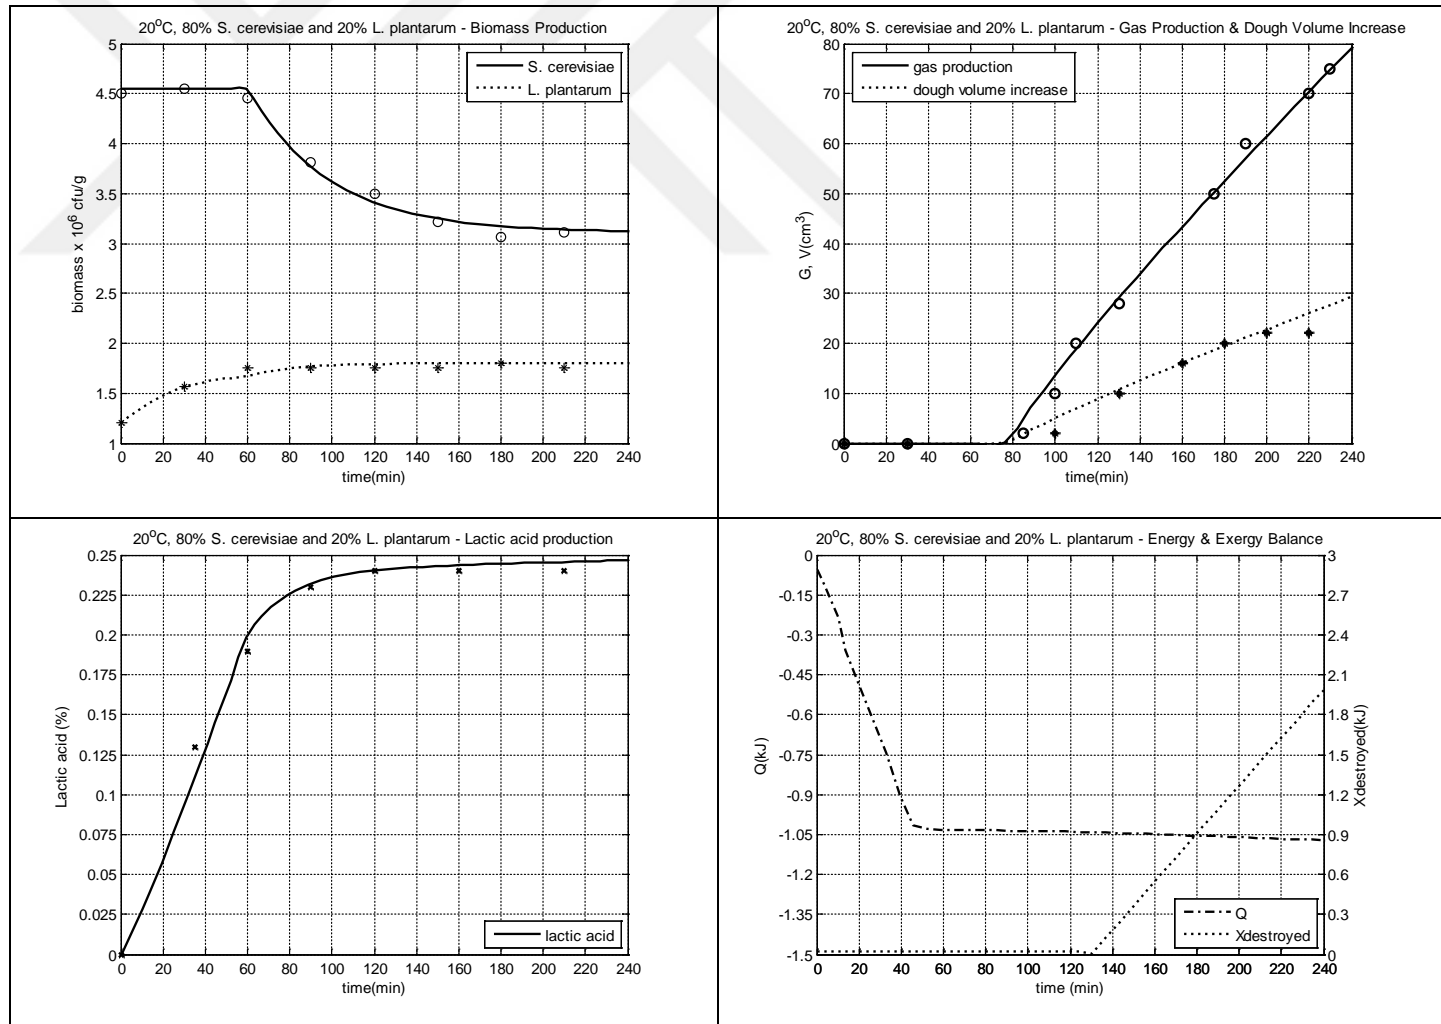 20°C, 80% S. cerevisiae and 20% L. plantarum - Biomass Production
5
4.5
4
3.5
3
2.5
2
1.5
1
biomass x 10⁶ cfu/g
S. cerevisiae
L. plantarum
0 20 40 60 80 100 120 140 160 180 200 220 240
time(min)
20°C, 80% S. cerevisiae and 20% L. plantarum - Gas Production & Dough Volume Increase
80
70
60
50
40
30
20
10
0
G, V(cm³)
gas production
dough volume increase
0 20 40 60 80 100 120 140 160 180 200 220 240
time(min)
20°C, 80% S. cerevisiae and 20% L. plantarum - Lactic acid production
0.25
0.225
0.2
0.175
0.15
0.125
0.1
0.075
0.05
0.025
0
Lactic acid (%)
lactic acid
0 20 40 60 80 100 120 140 160 180 200 220 240
time(min)
20°C, 80% S. cerevisiae and 20% L. plantarum - Energy & Exergy Balance
0
-0.15
-0.3
-0.45
-0.6
-0.75
-0.9
-1.05
-1.2
-1.35
-1.5
Q(kJ)
3
2.7
2.4
2.1
1.8
1.5
1.2
0.9
0.6
0.3
0
Xdestroyed(kJ)
Q
Xdestroyed
0 20 40 60 80 100 120 140 160 180 200 220 240
time (min)